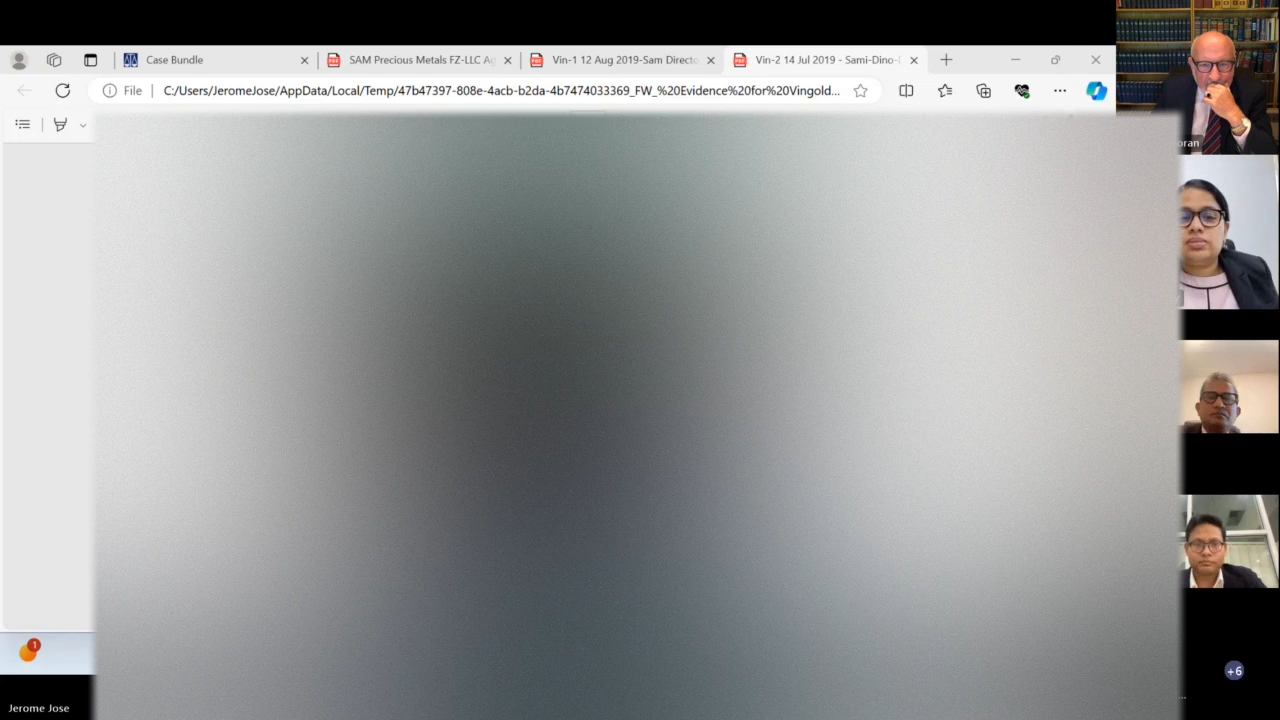 Case Bundle
SAM Precious Metals FZ-LLC Ag
Vin-1 12 Aug 2019-Sam Directo
Vin-2 14 Jul 2019 - Sami-Dino-
File
C:/Users/JeromeJose/AppData/Local/Temp/47b47397-808e-4acb-b2da-4b7474033369_FW_%20Evidence%20for%20Vingold...
oran
1
+6
Jerome Jose